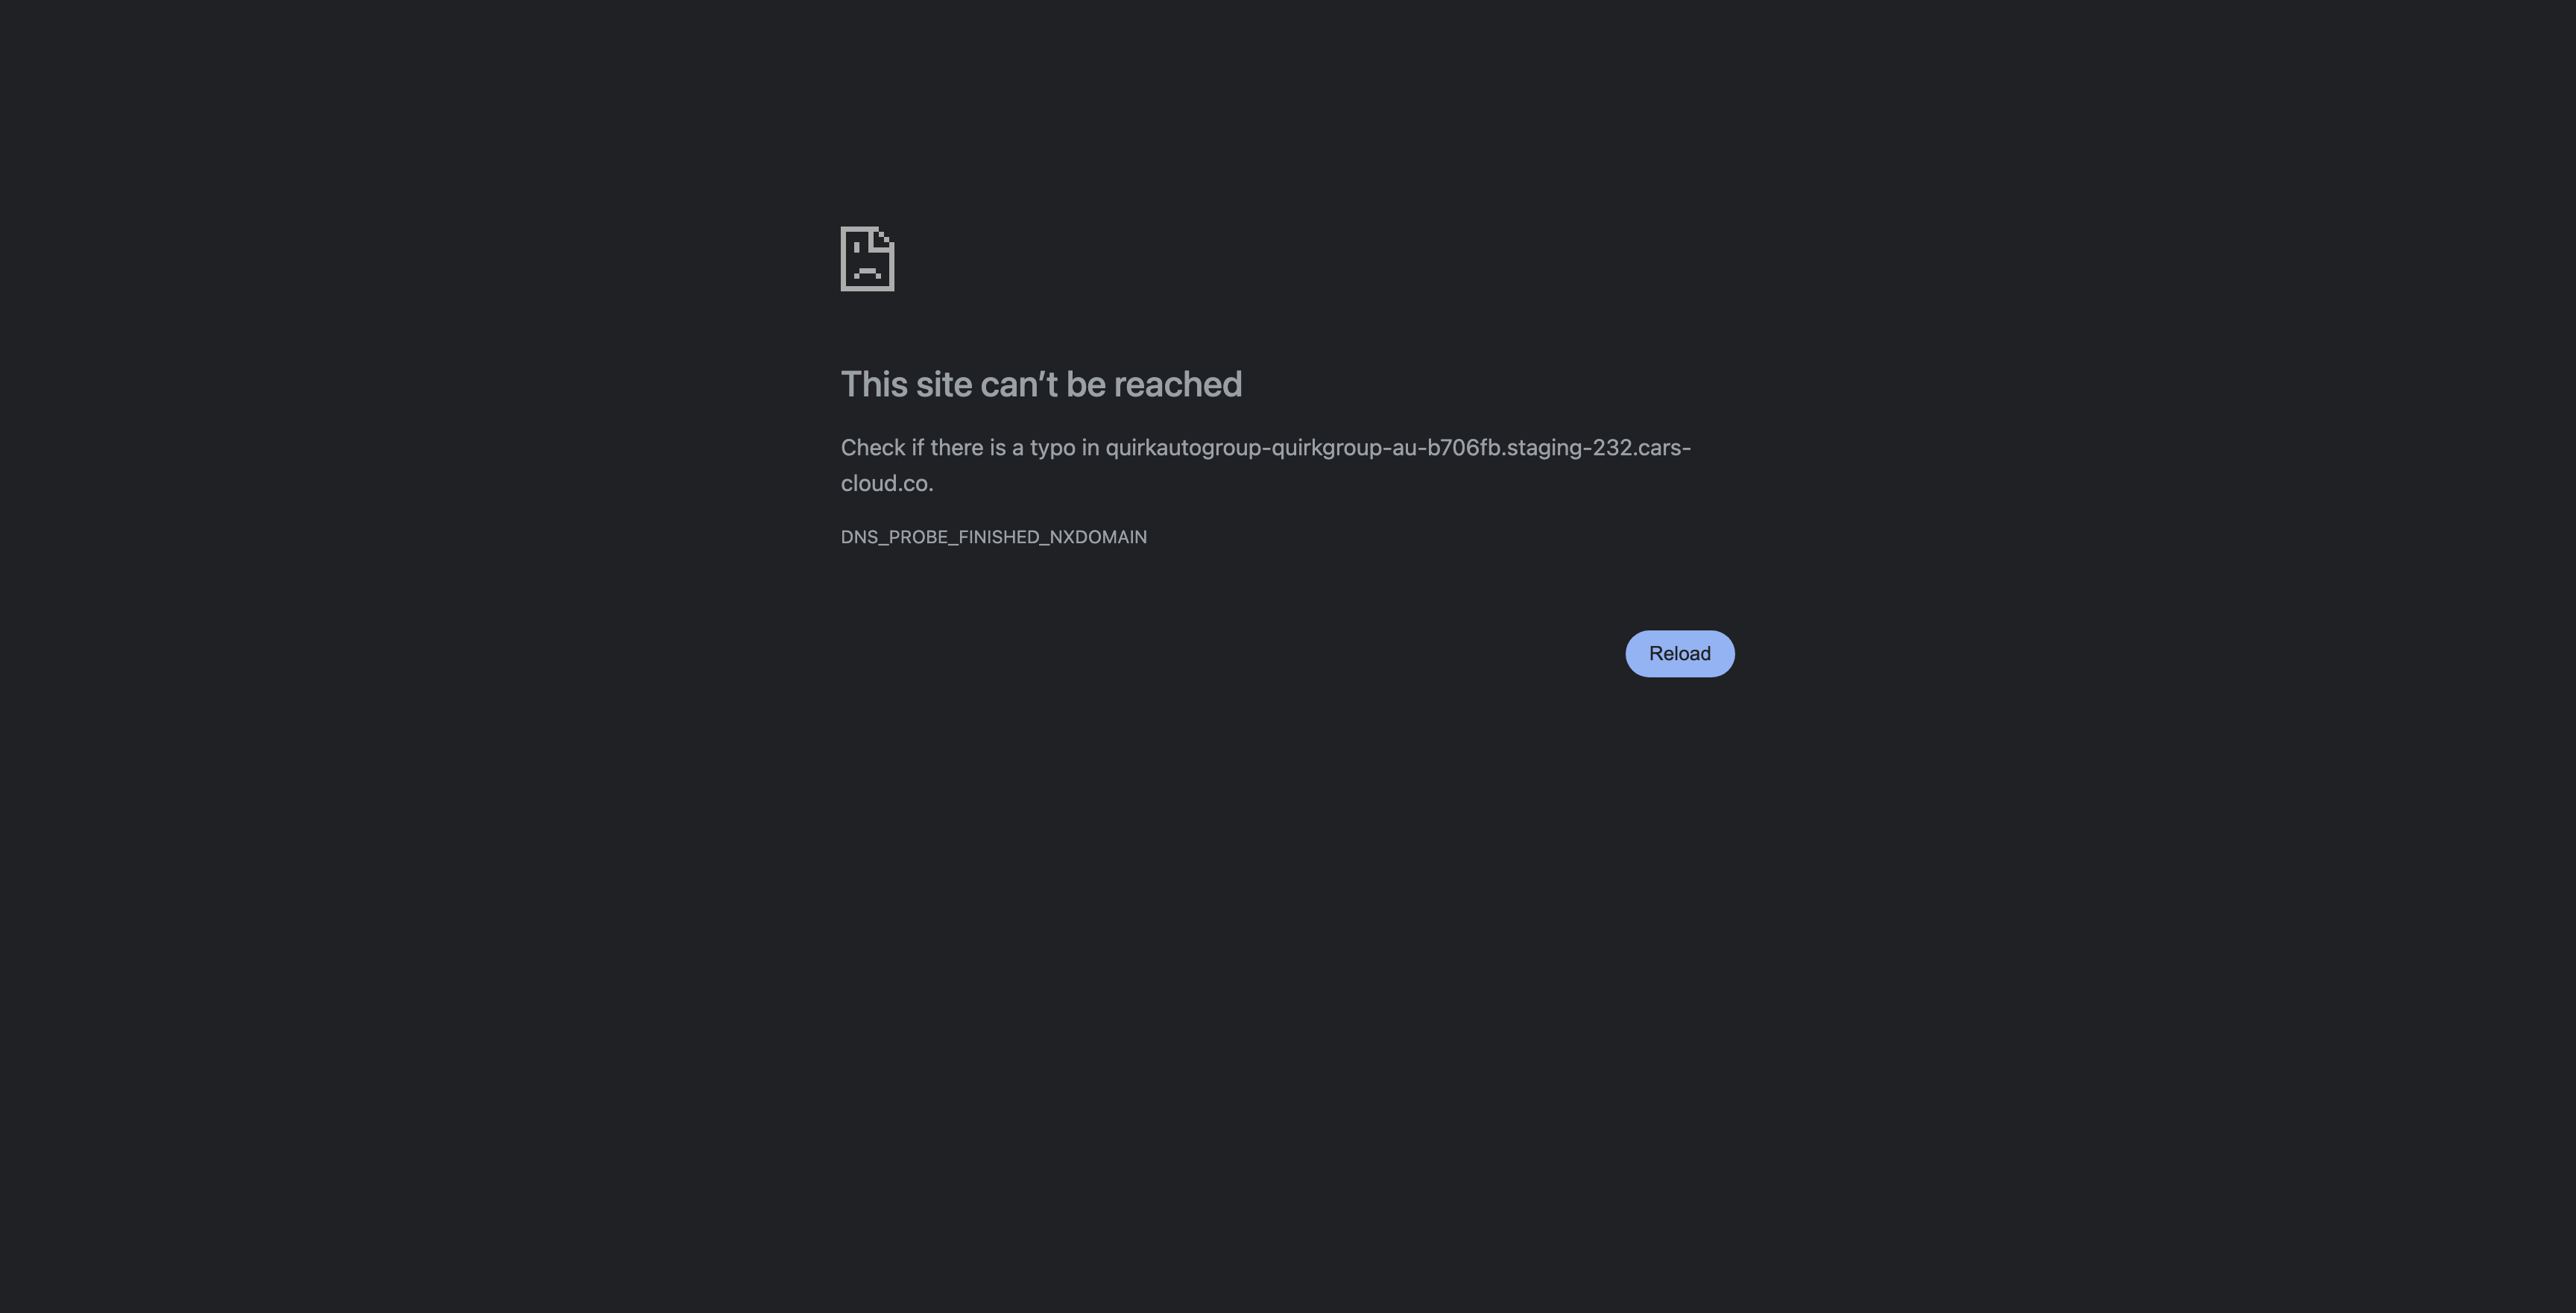 This site can’t be reached
Check if there is a typo in quirkautogroup-quirkgroup-au-b706fb.staging-232.cars-
cloud.co.
DNS_PROBE_FINISHED_NXDOMAIN
Reload